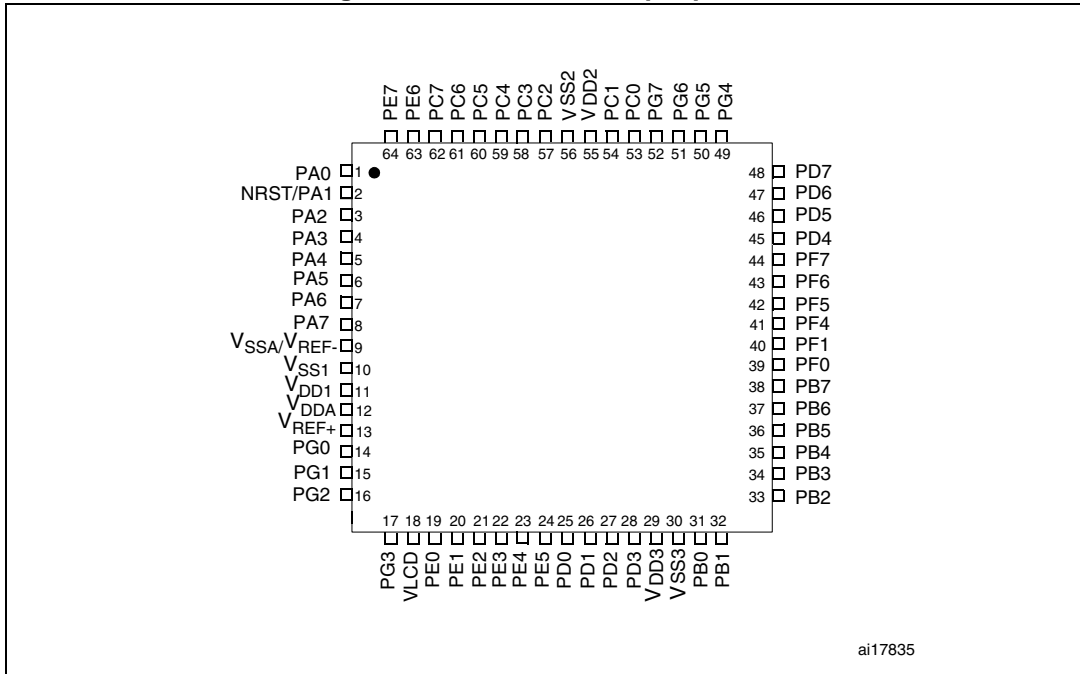 PE7 PE6 PC7 PC6 PC5 PC4 PC3 PC2 VSS2 VDD2 PC1 PC0 PG7 PG6 PG5 PG4
64 63 62 61 60 59 58 57 56 55 54 53 52 51 50 49
PA0 1
NRST/PA1 2
PA2 3
PA3 4
PA4 5
PA5 6
PA6 7
PA7 8
VSSA/VREF- 9
VSS1 10
VDD1 11
VDDA 12
VREF+ 13
PG0 14
PG1 15
PG2 16
48 PD7
47 PD6
46 PD5
45 PD4
44 PF7
43 PF6
42 PF5
41 PF4
40 PF1
39 PF0
38 PB7
37 PB6
36 PB5
35 PB4
34 PB3
33 PB2
17 18 19 20 21 22 23 24 25 26 27 28 29 30 31 32
PG3 VLCD PE0 PE1 PE2 PE3 PE4 PE5 PD0 PD1 PD2 PD3 VDD3 VSS3 PB0 PB1
ai17835